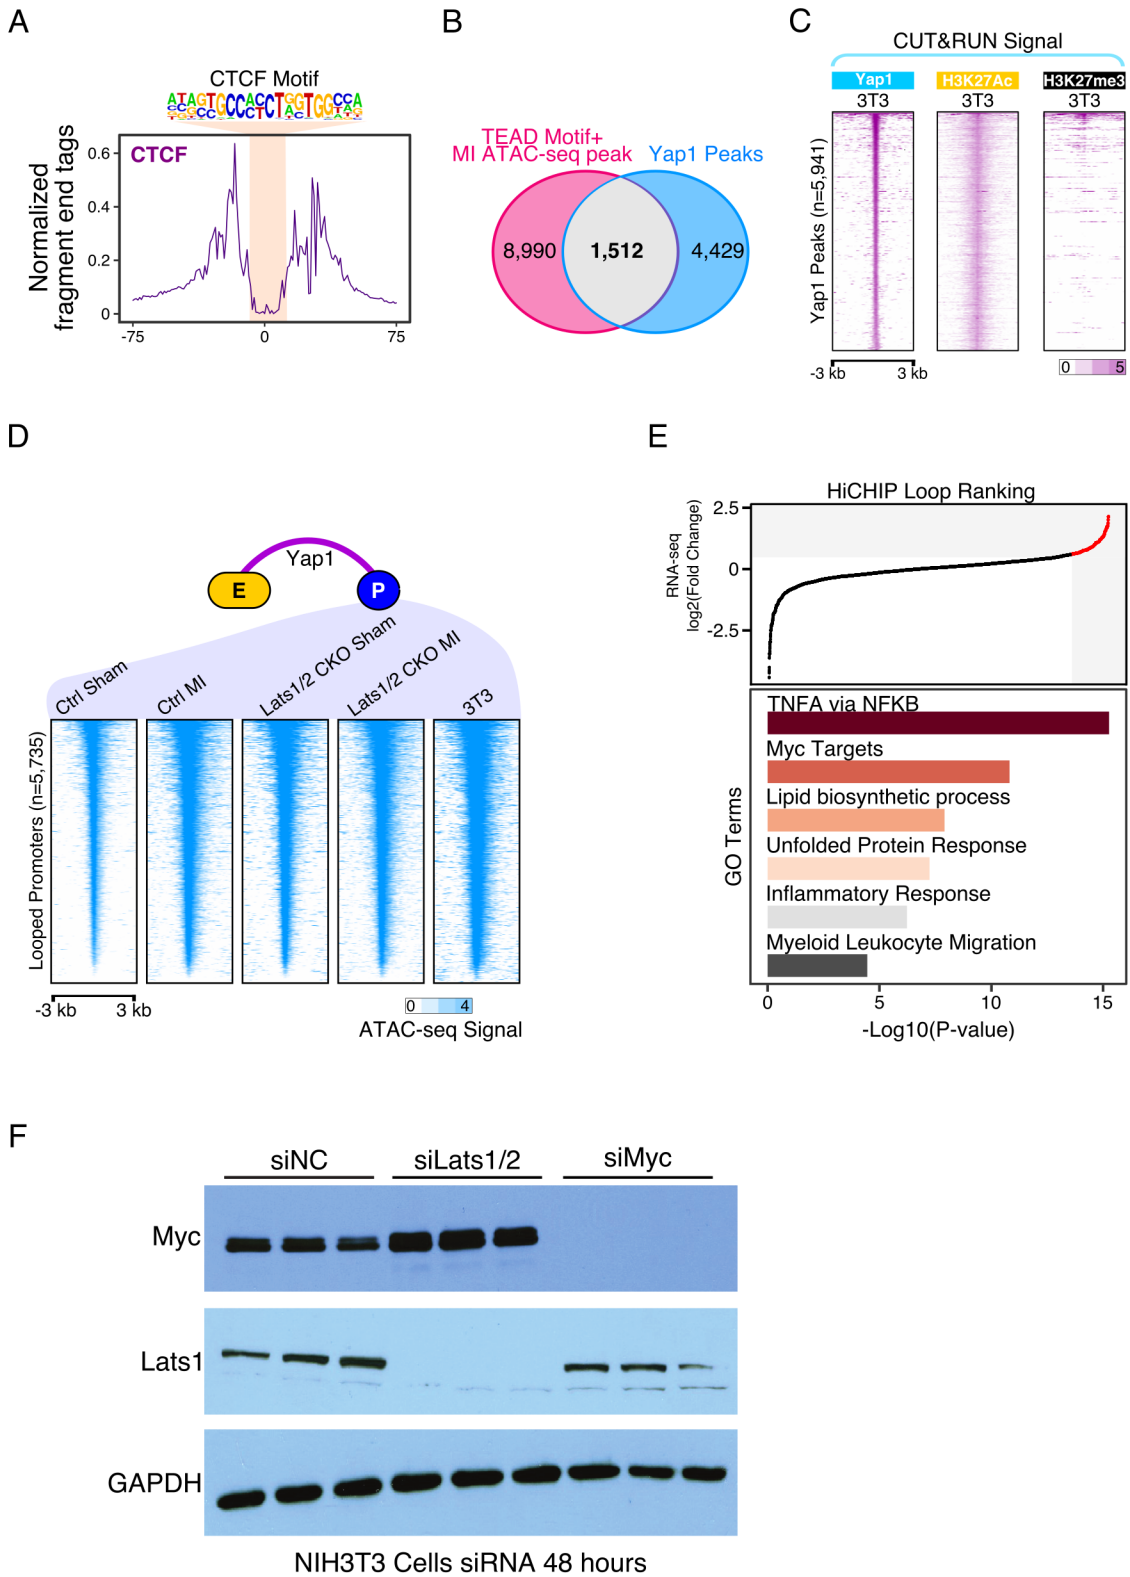 A
CTCF Motif
CTCF
Normalized
fragment end tags
0.6
0.4
0.2
0
-75
0
75
B
TEAD Motif+
MI ATAC-seq peak
Yap1 Peaks
8,990
1,512
4,429
C
CUT&RUN Signal
Yap1
H3K27Ac
H3K27me3
3T3
3T3
3T3
Yap1 Peaks (n=5,941)
-3 kb
3 kb
0
5
D
Yap1
E
P
Ctrl Sham
Ctrl MI
Lats1/2 CKO Sham
Lats1/2 CKO MI
3T3
Looped Promoters (n=5,735)
-3 kb
3 kb
0
4
ATAC-seq Signal
E
HiCHIP Loop Ranking
RNA-seq
log2(Fold Change)
2.5
0
-2.5
GO Terms
TNFA via NFKB
Myc Targets
Lipid biosynthetic process
Unfolded Protein Response
Inflammatory Response
Myeloid Leukocyte Migration
0
5
10
15
-Log10(P-value)
F
siNC
siLats1/2
siMyc
Myc
Lats1
GAPDH
NIH3T3 Cells siRNA 48 hours